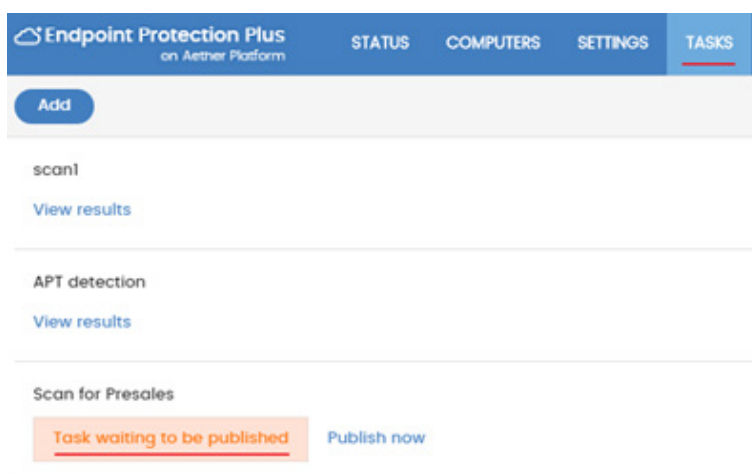 Endpoint Protection Plus
on Aether Platform
STATUS COMPUTERS SETTINGS TASKS
Add
scan1
View results
APT detection
View results
Scan for Presales
Task waiting to be published Publish now